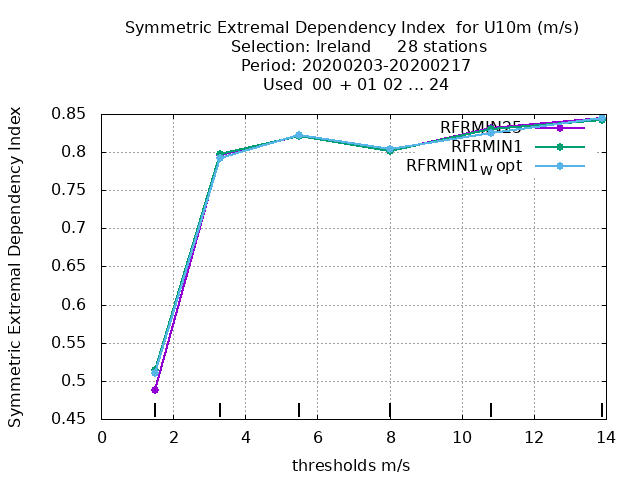 Symmetric Extremal Dependency Index  for U10m (m/s)
Selection: Ireland     28 stations
Period: 20200203-20200217
Used  00 + 01 02 ... 24
Symmetric Extremal Dependency Index
0.85
0.8
0.75
0.7
0.65
0.6
0.55
0.5
0.45
RFRMIN25
RFRMIN1
RFRMIN1W opt
0 2 4 6 8 10 12 14
thresholds m/s